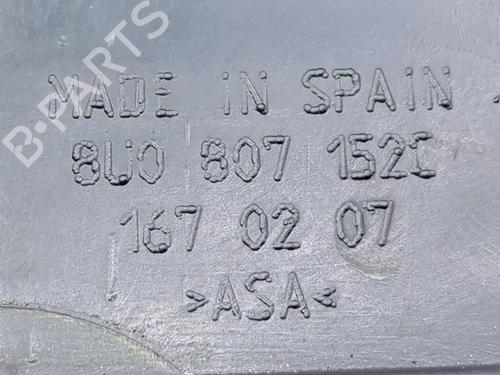 B-PARTS
MADE IN SPAIN
8U0 807 152C
167 02 07
>ASA<